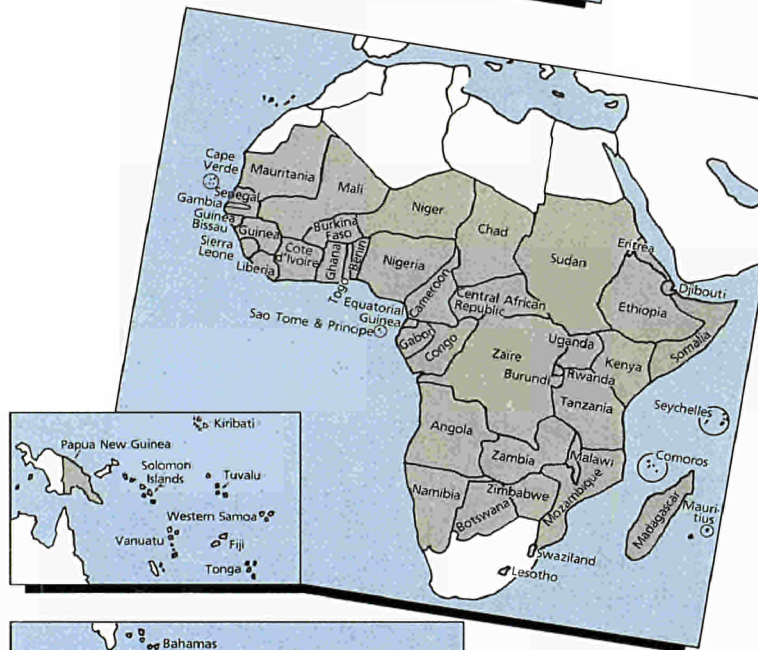 Cape
Verde
Mauritania
Mali
Niger
Chad
Sudan
Eritrea
Djibouti
Senegal
Gambia
Guinea
Bissau
Guinea
Sierra
Leone
Liberia
Cote
d'Ivoire
Burkina
Faso
Ghana
Togo
Benin
Nigeria
Cameroon
Central African
Republic
Ethiopia
Somalia
Equatorial
Guinea
Sao Tome & Principe
Gabon
Congo
Zaire
Uganda
Kenya
Rwanda
Burundi
Tanzania
Seychelles
Comoros
Angola
Zambia
Malawi
Mozambique
Madagascar
Mauri-
tius
Namibia
Botswana
Zimbabwe
Swaziland
Lesotho
Kiribati
Papua New Guinea
Solomon
Islands
Tuvalu
Western Samoa
Vanuatu
Fiji
Tonga
Bahamas